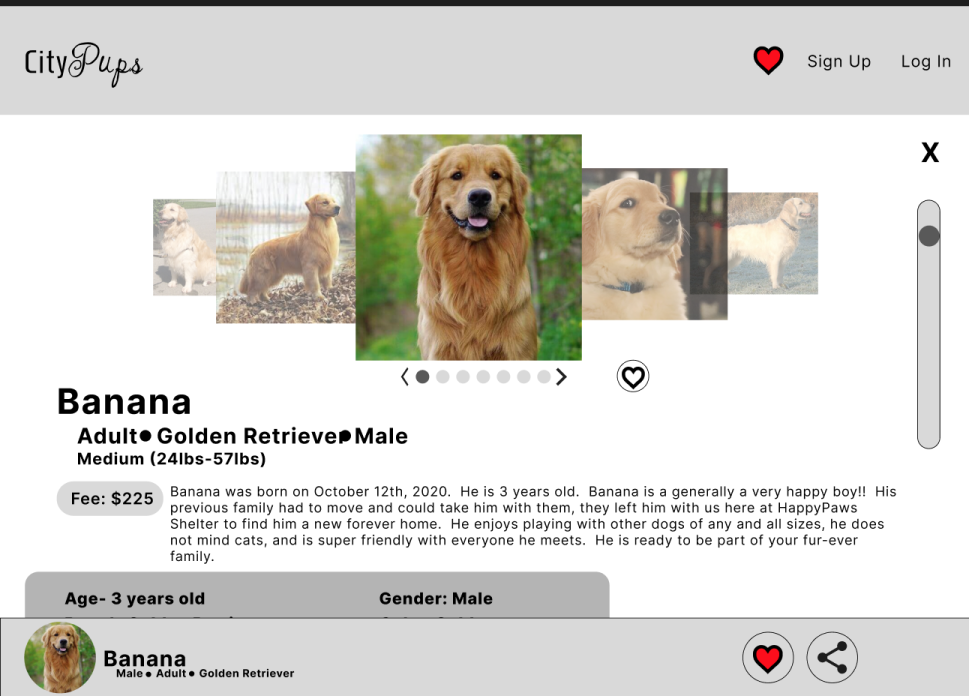 CityPups
Sign Up
Log In
X
Banana
Adult● Golden Retriever● Male
Medium (24lbs-57lbs)
Fee: $225
Banana was born on October 12th, 2020. He is 3 years old. Banana is a generally a very happy boy!! His
previous family had to move and could take him with them, they left him with us here at HappyPaws
Shelter to find him a new forever home. He enjoys playing with other dogs of any and all sizes, he does
not mind cats, and is super friendly with everyone he meets. He is ready to be part of your fur-ever
family.
Age- 3 years old
Gender: Male
Banana
Male● Adult● Golden Retriever